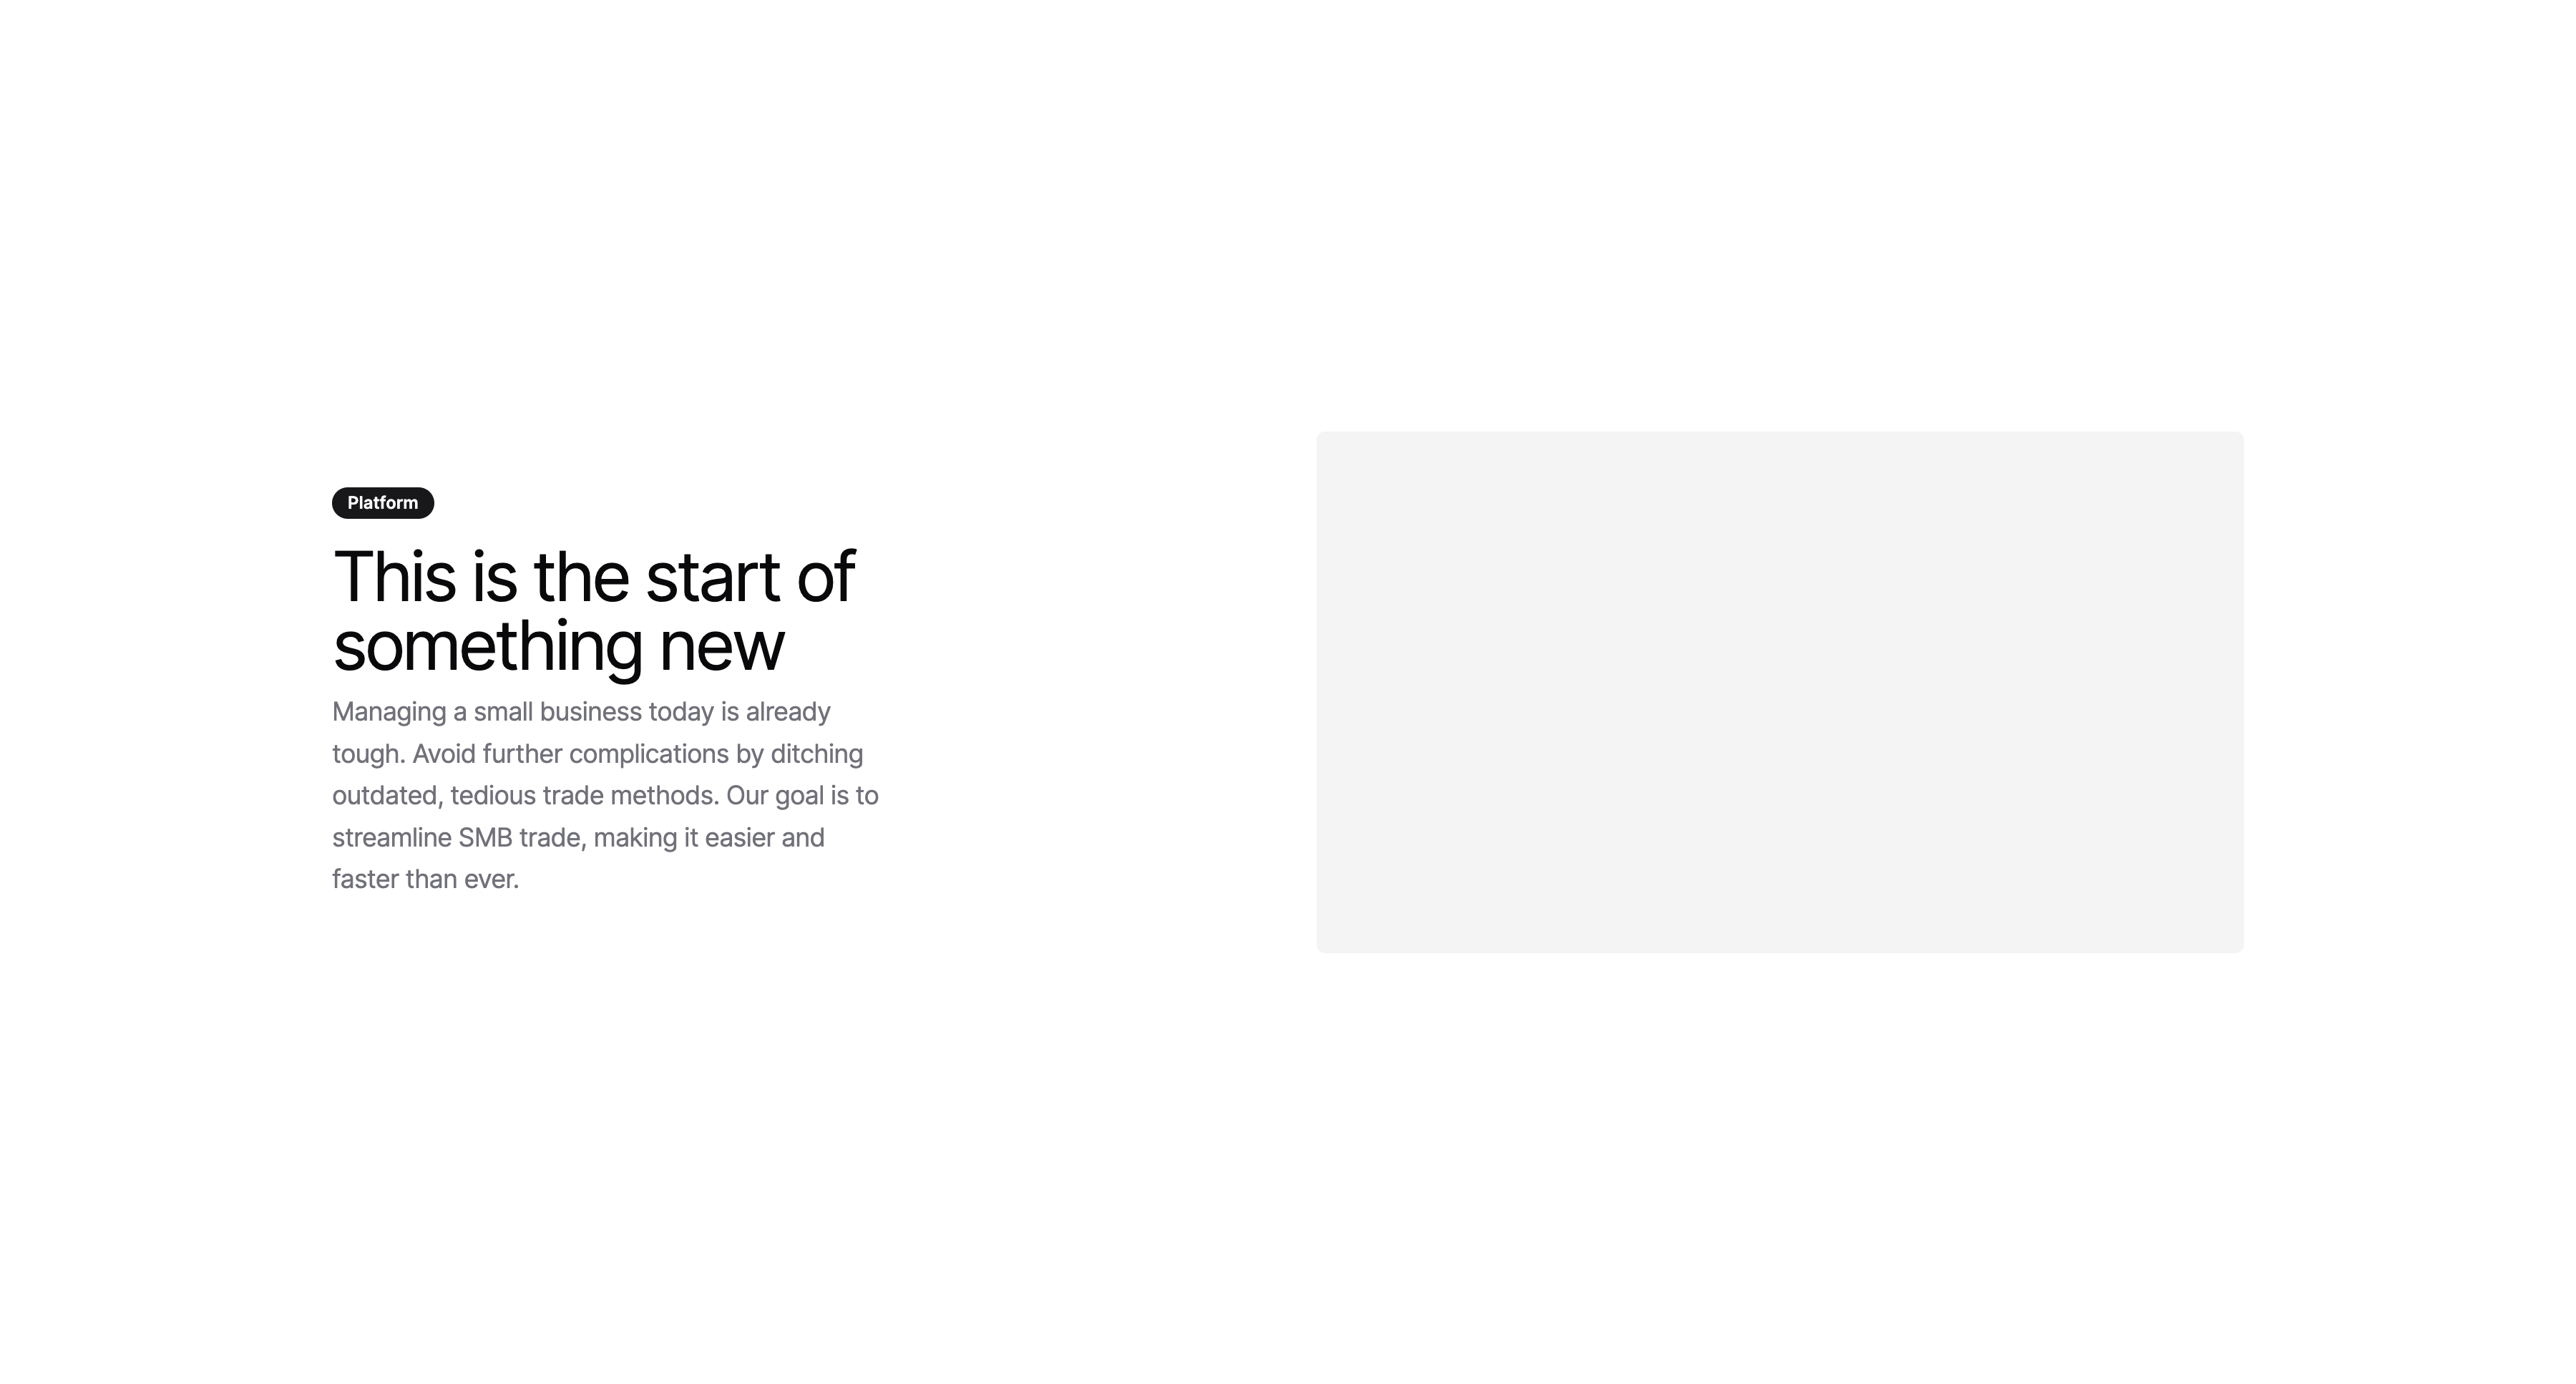 Platform
This is the start of
something new
Managing a small business today is already
tough. Avoid further complications by ditching
outdated, tedious trade methods. Our goal is to
streamline SMB trade, making it easier and
faster than ever.